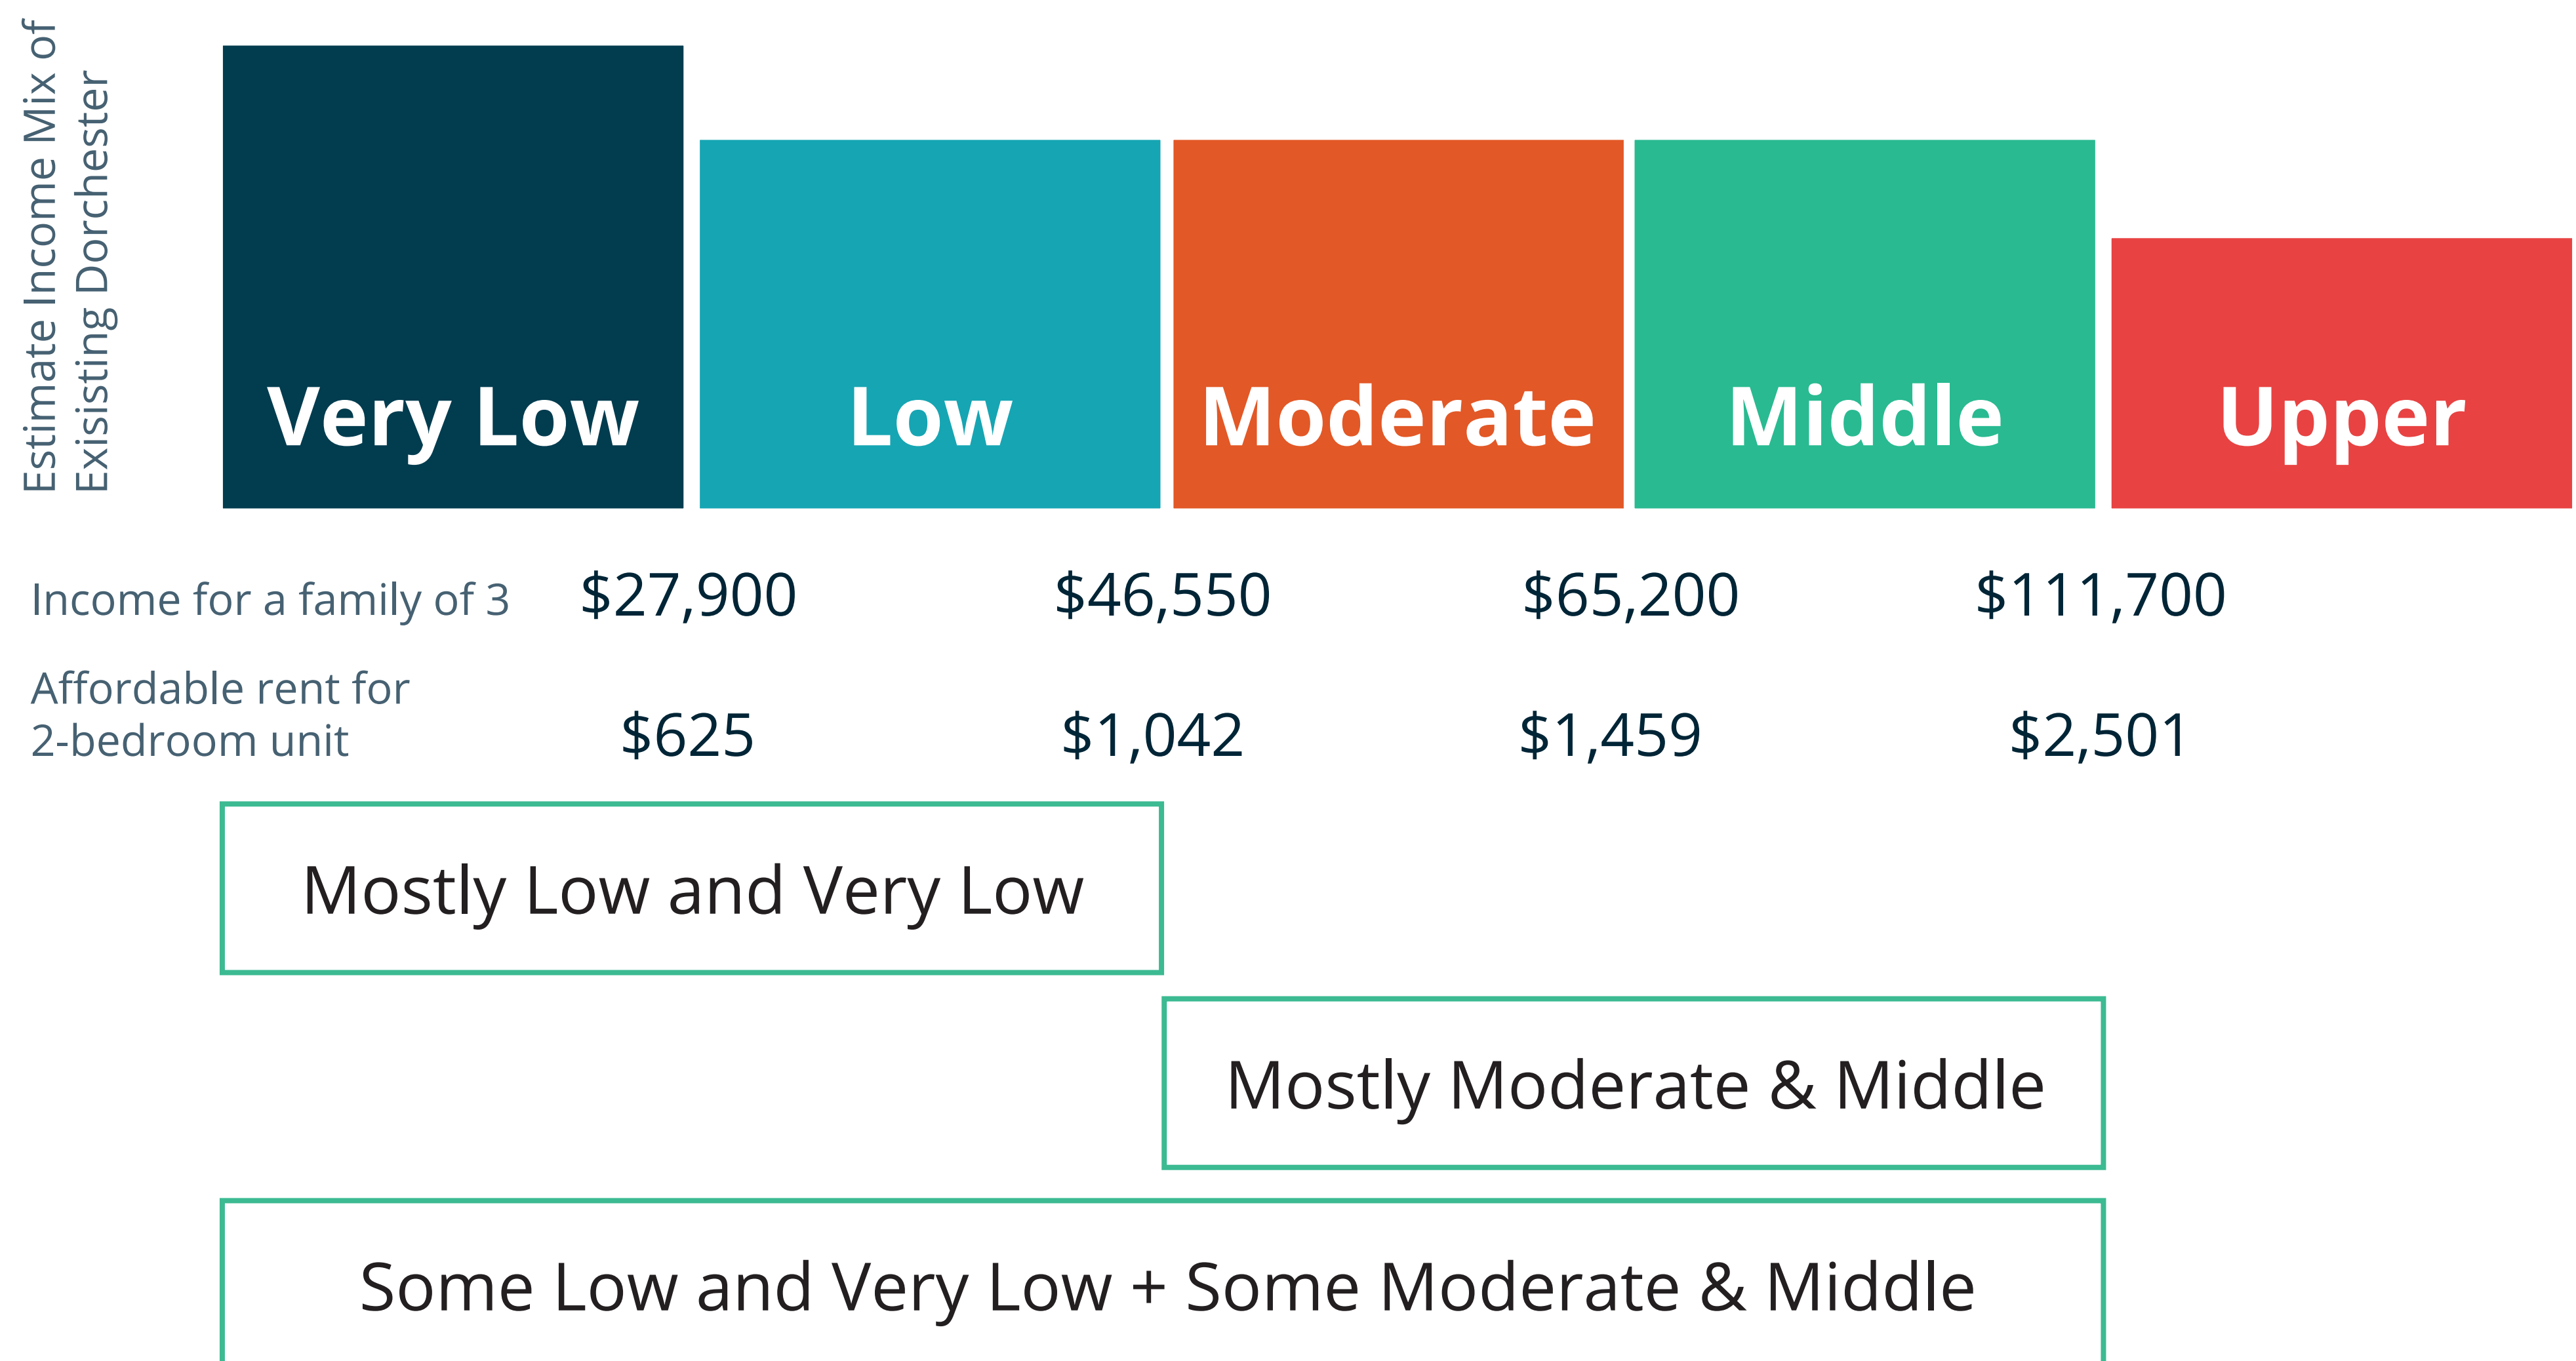 Estimate Income Mix of
Exisisting Dorchester
Very Low
Low
Moderate
Middle
Upper
Income for a family of 3
$27,900
$46,550
$65,200
$111,700
Affordable rent for
2-bedroom unit
$625
$1,042
$1,459
$2,501
Mostly Low and Very Low
Mostly Moderate & Middle
Some Low and Very Low + Some Moderate & Middle